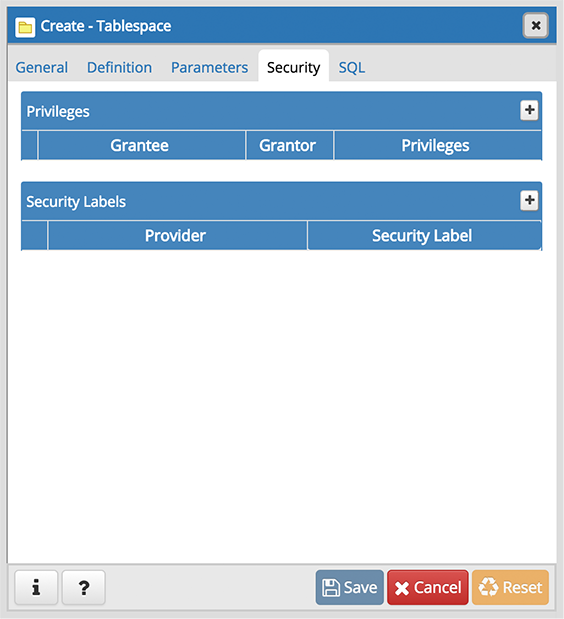 Create - Tablespace
General Definition Parameters Security SQL
Privileges
Grantee Grantor Privileges
Security Labels
Provider Security Label
i ? Save Cancel Reset